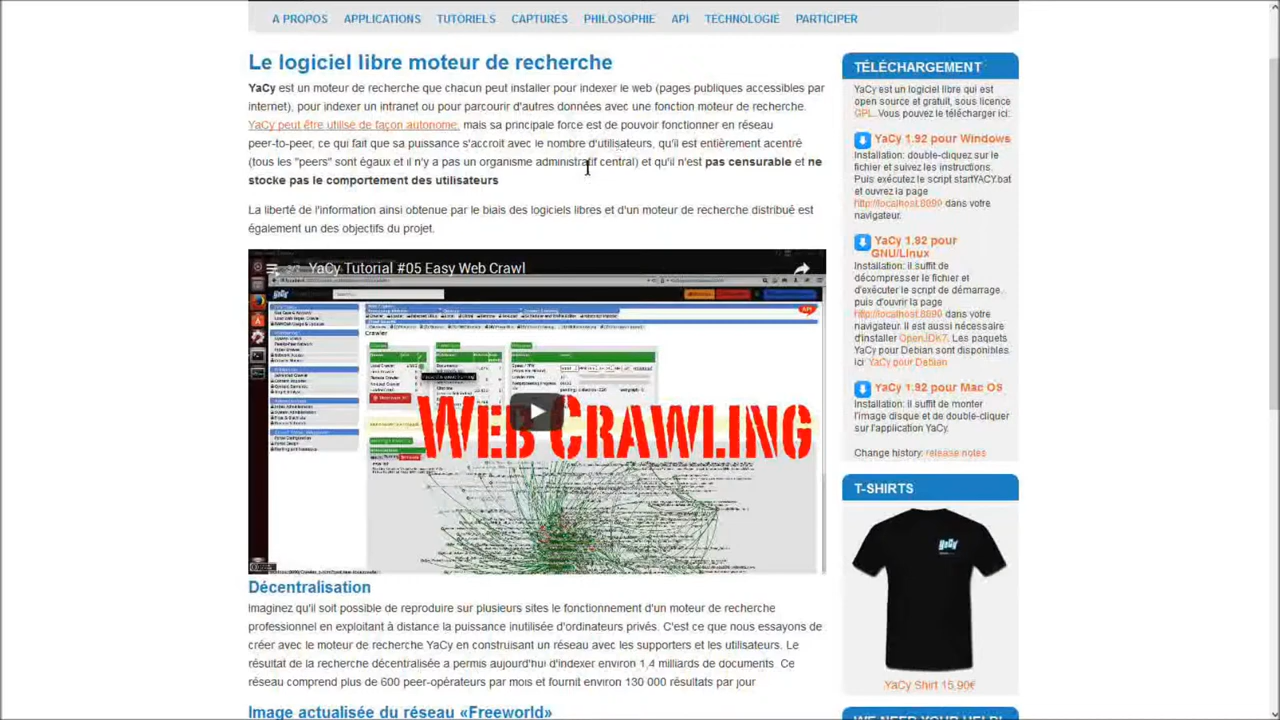 A PROPOS APPLICATIONS TUTORIELS CAPTURES PHILOSOPHIE API TECHNOLOGIE PARTICIPER
Le logiciel libre moteur de recherche
YaCy est un moteur de recherche que chacun peut installer pour indexer le web (pages publiques accessibles par
internet), pour indexer un intranet ou pour parcourir d'autres données avec une fonction moteur de recherche.
YaCy peut être utilisé de façon autonome, mais sa principale force est de pouvoir fonctionner en réseau
peer-to-peer, ce qui fait que sa puissance s'accroit avec le nombre d'utilisateurs, qu'il est entièrement acentré
(tous les "peers" sont égaux et il n'y a pas un organisme administratif central) et qu'il n'est pas censurable et ne
stocke pas le comportement des utilisateurs
La liberté de l'information ainsi obtenue par le biais des logiciels libres et d'un moteur de recherche distribué est
également un des objectifs du projet.
YaCy Tutorial #05 Easy Web Crawl
Crawler
API
WEB CRAWLING
Décentralisation
Imaginez qu'il soit possible de reproduire sur plusieurs sites le fonctionnement d'un moteur de recherche
professionnel en exploitant à distance la puissance inutilisée d'ordinateurs privés. C'est ce que nous essayons de
créer avec le moteur de recherche YaCy en construisant un réseau avec les supporters et les utilisateurs. Le
résultat de la recherche décentralisée a permis aujourd'hui d'indexer environ 1,4 milliards de documents. Ce
réseau comprend plus de 600 peer-opérateurs par mois et fournit environ 130 000 résultats par jour
Image actualisée du réseau «Freeworld»
TÉLÉCHARGEMENT
YaCy est un logiciel libre qui est
open source et gratuit, sous licence
GPL. Vous pouvez le télécharger ici:
YaCy 1.92 pour Windows
Installation: double-cliquez sur le
fichier et suivez les instructions.
Puis exécutez le script startYACY.bat
et ouvrez la page
http://localhost:8090 dans votre
navigateur.
YaCy 1.92 pour
GNU/Linux
Installation: il suffit de
décompresser le fichier et
d'exécuter le script de démarrage,
puis d'ouvrir la page
http://localhost:8090 dans votre
navigateur. Il est aussi nécessaire
d'installer OpenJDK7. Les paquets
YaCy pour Debian sont disponibles
ici: YaCy pour Debian
YaCy 1.92 pour Mac OS
Installation: il suffit de monter
l'image disque et de double-cliquer
sur l'application YaCy.
Change history: release notes
T-SHIRTS
YaCy
YaCy Shirt 15,90€
WE NEED YOUR HELP!